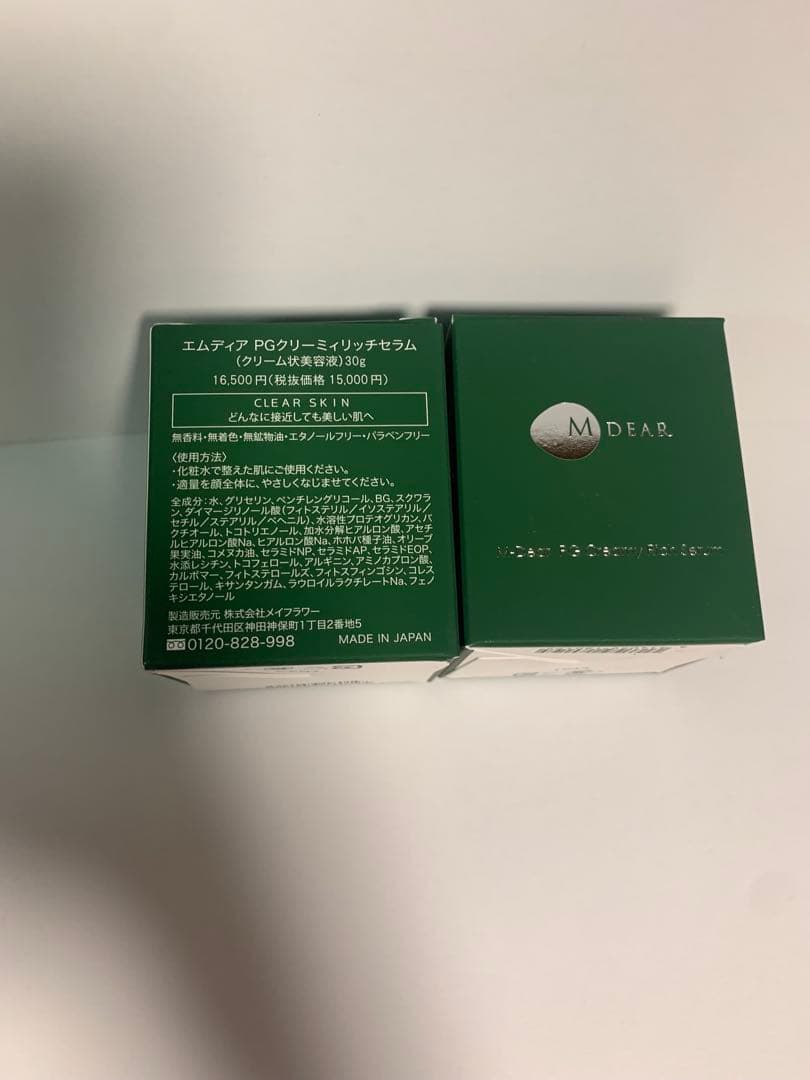 エムディア PGクリーミィリッチセラム
(クリーム状美容液)30g
16,500円(税抜価格 15,000円)
CLEAR SKIN
どんなに接近しても美しい肌へ
無香料・無着色・無鉱物油・エタノールフリー・パラベンフリー
〈使用方法〉
・化粧水で整えた肌にご使用ください。
・適量を顔全体に、やさしくなじませてください。
全成分:水、グリセリン、ペンチレングリコール、BG、スクワラ
ン、ダイマージリノール酸(フィトステリル/イソステアリル/
セチル/ステアリル/ベヘニル)、水溶性プロテオグリカン、バ
クチオール、トコトリエノール、加水分解ヒアルロン酸、アセチ
ルヒアルロン酸Na、ヒアルロン酸Na、ホホバ種子油、オリーブ
果実油、コメヌカ油、セラミドNP、セラミドAP、セラミドEOP、
水添レシチン、トコフェロール、アルギニン、アミノカプロン酸、
カルボマー、フィトステロールズ、フィトスフィンゴシン、コレス
テロール、キサンタンガム、ラウロイルラクチレートNa、フェノ
キシエタノール
製造販売元 株式会社メイフラワー
東京都千代田区神田神保町1丁目2番地5
0120-828-998 MADE IN JAPAN
M DEAR
M-Dear PG Creamy Rich Serum